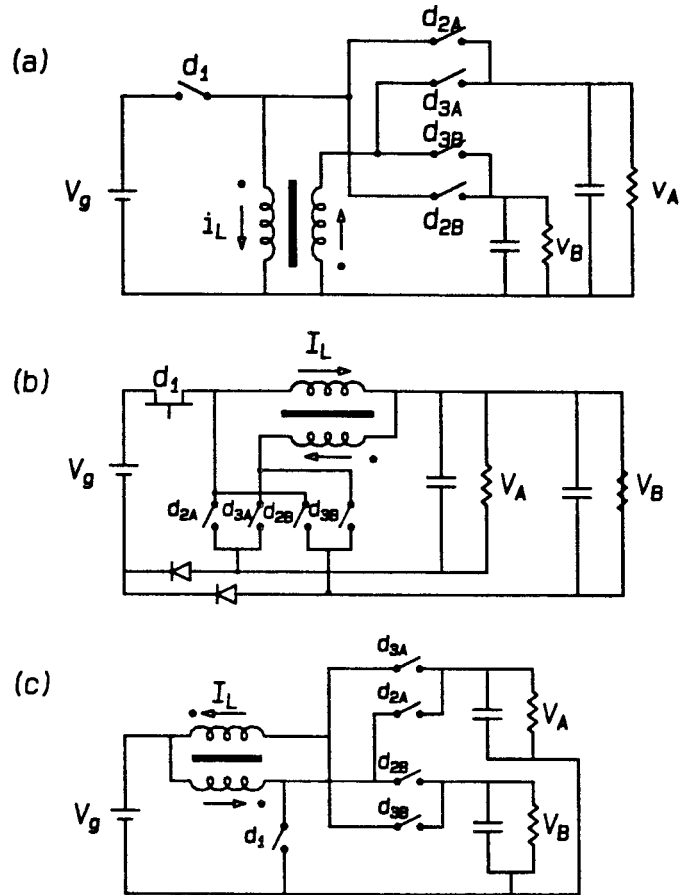 (a)
d1
d2A
d3A
d3B
d2B
Vg
iL
VA
VB
(b)
IL
d1
Vg
d2A
d3A
d2B
d3B
VA
VB
(c)
d3A
IL
d2A
VA
d2B
Vg
d3B
d1
VB